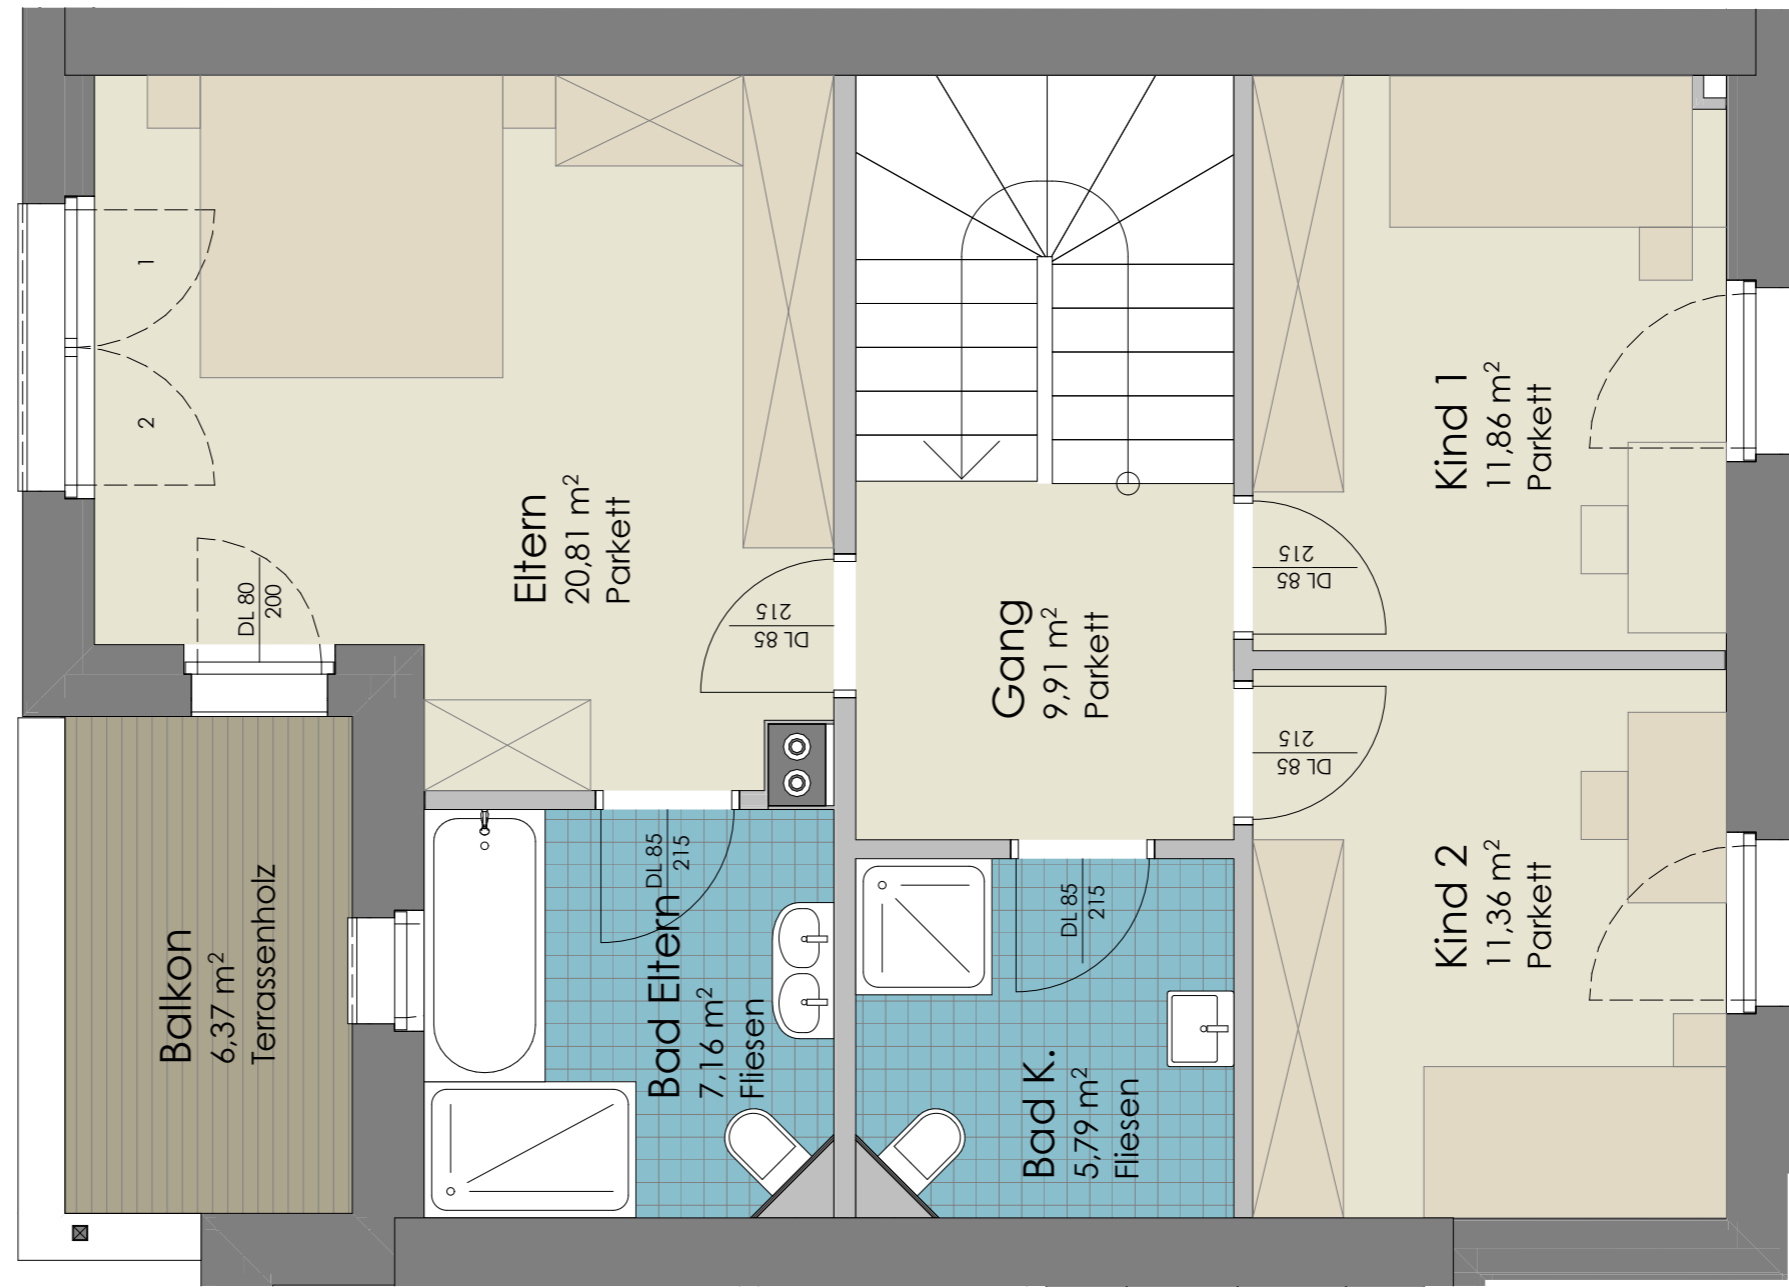 1
2
Eltern
20,81 m²
Parkett
DL 80
200
DL 85
215
Balkon
6,37 m²
Terrassenholz
Bad Eltern
7,16 m²
Fliesen
DL 85
215
Gang
9,91 m²
Parkett
DL 85
215
Bad K.
5,79 m²
Fliesen
DL 85
215
Kind 1
11,86 m²
Parkett
DL 85
215
Kind 2
11,36 m²
Parkett